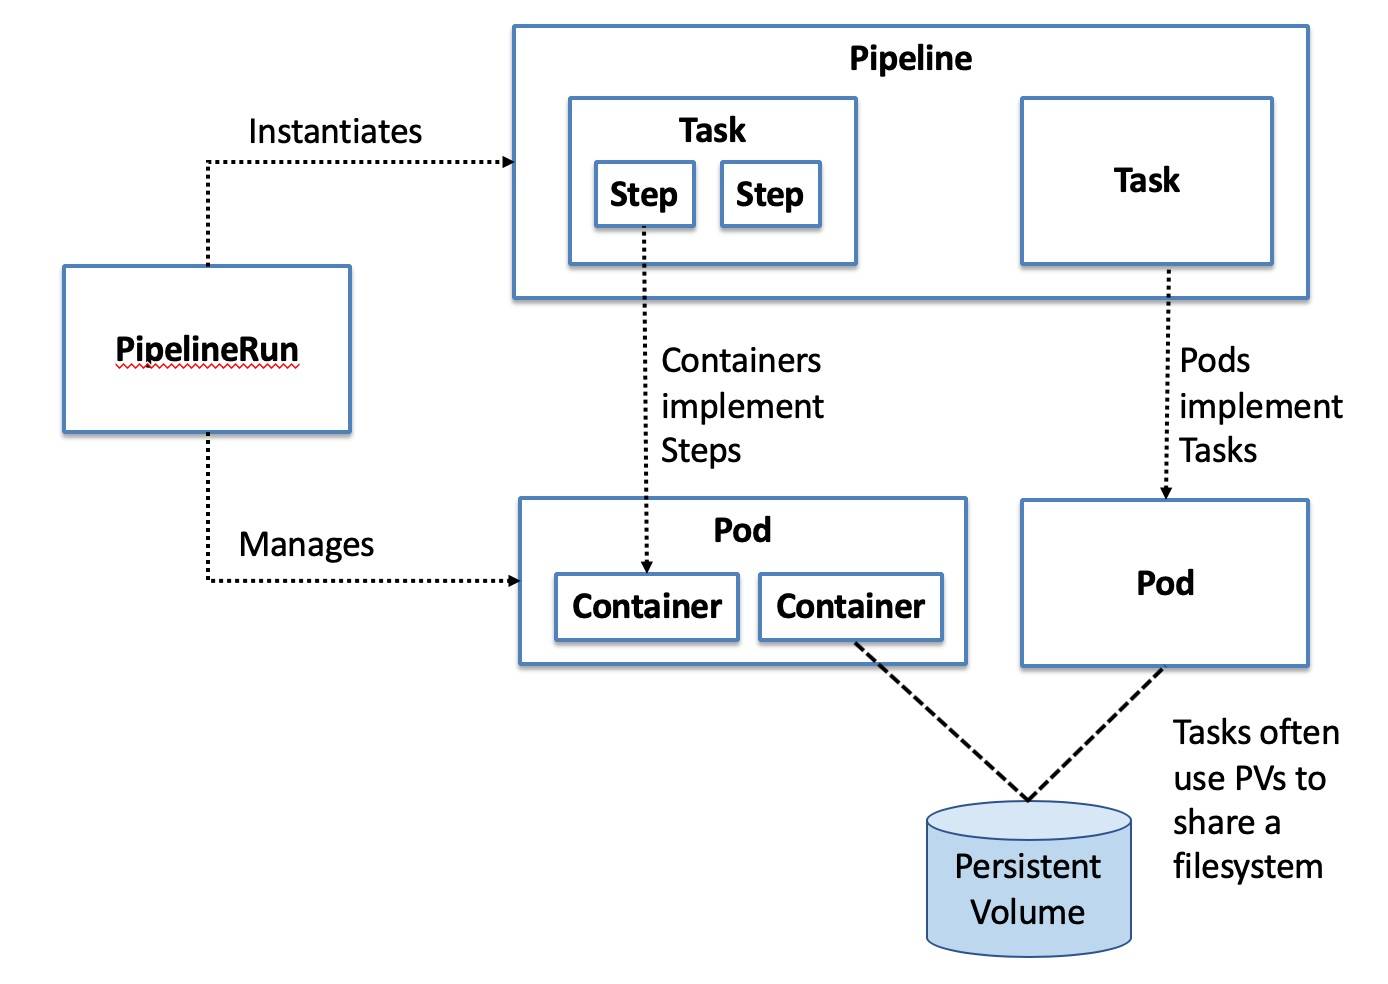 Pipeline
Instantiates
Task
Step
Step
Task
PipelineRun
Containers
implement
Steps
Pods
implement
Tasks
Manages
Pod
Container
Container
Pod
Tasks often
use PVs to
share a
filesystem
Persistent
Volume